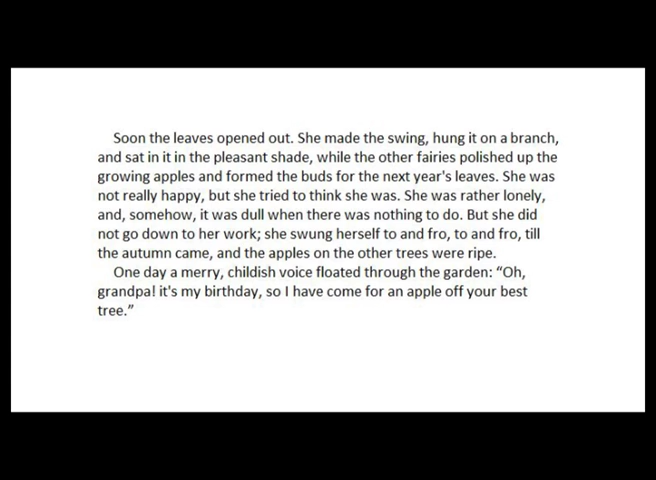 Soon the leaves opened out. She made the swing, hung it on a branch,
and sat in it in the pleasant shade, while the other fairies polished up the
growing apples and formed the buds for the next year's leaves. She was
not really happy, but she tried to think she was. She was rather lonely,
and, somehow, it was dull when there was nothing to do. But she did
not go down to her work; she swung herself to and fro, to and fro, till
the autumn came, and the apples on the other trees were ripe.
One day a merry, childish voice floated through the garden: “Oh,
grandpa! it's my birthday, so I have come for an apple off your best
tree.”